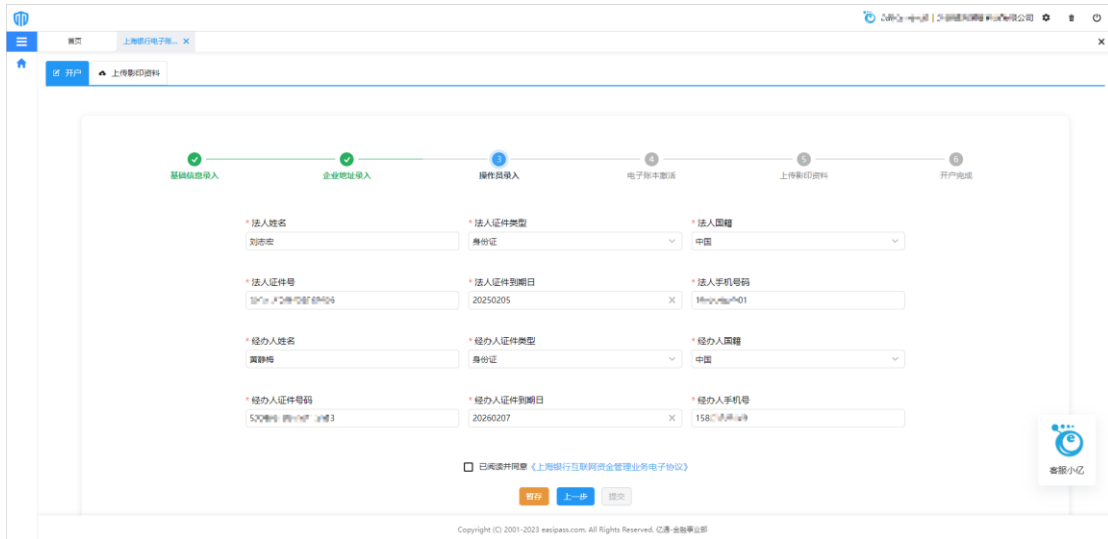 首页 上海银行电子账...
开户 上传影印资料
3 4 5 6
基础信息录入 企业地址录入 操作员录入 电子账本激活 上传影印资料 开户完成
* 法人姓名 * 法人证件类型 * 法人国籍
刘志宏 身份证 中国
* 法人证件号 * 法人证件到期日 * 法人手机号码
20250205
* 经办人姓名 * 经办人证件类型 * 经办人国籍
黄静梅 身份证 中国
* 经办人证件号码 * 经办人证件到期日 * 经办人手机号
20260207
已阅读并同意《上海银行互联网资金管理业务电子协议》
暂存 上一步 提交
客服小亿
Copyright (C) 2001-2023 easipass.com. All Rights Reserved. 亿通-金融事业部